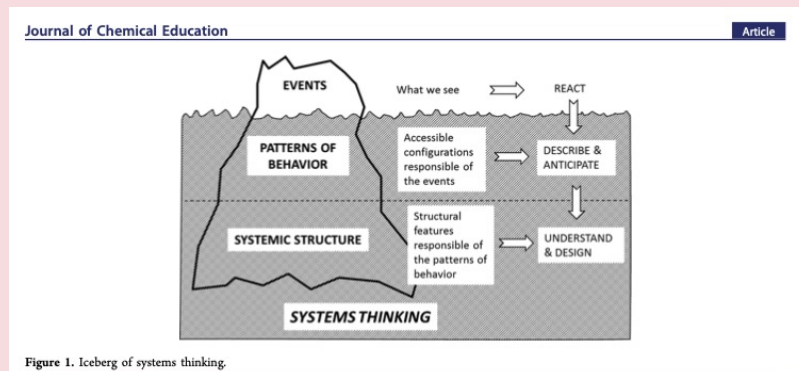 Journal of Chemical Education
Article
EVENTS
What we see
REACT
PATTERNS OF
BEHAVIOR
Accessible
configurations
responsible of
the events
DESCRIBE &
ANTICIPATE
SYSTEMIC STRUCTURE
Structural
features
responsible of
the patterns of
behavior
UNDERSTAND
& DESIGN
SYSTEMS THINKING
Figure 1. Iceberg of systems thinking.